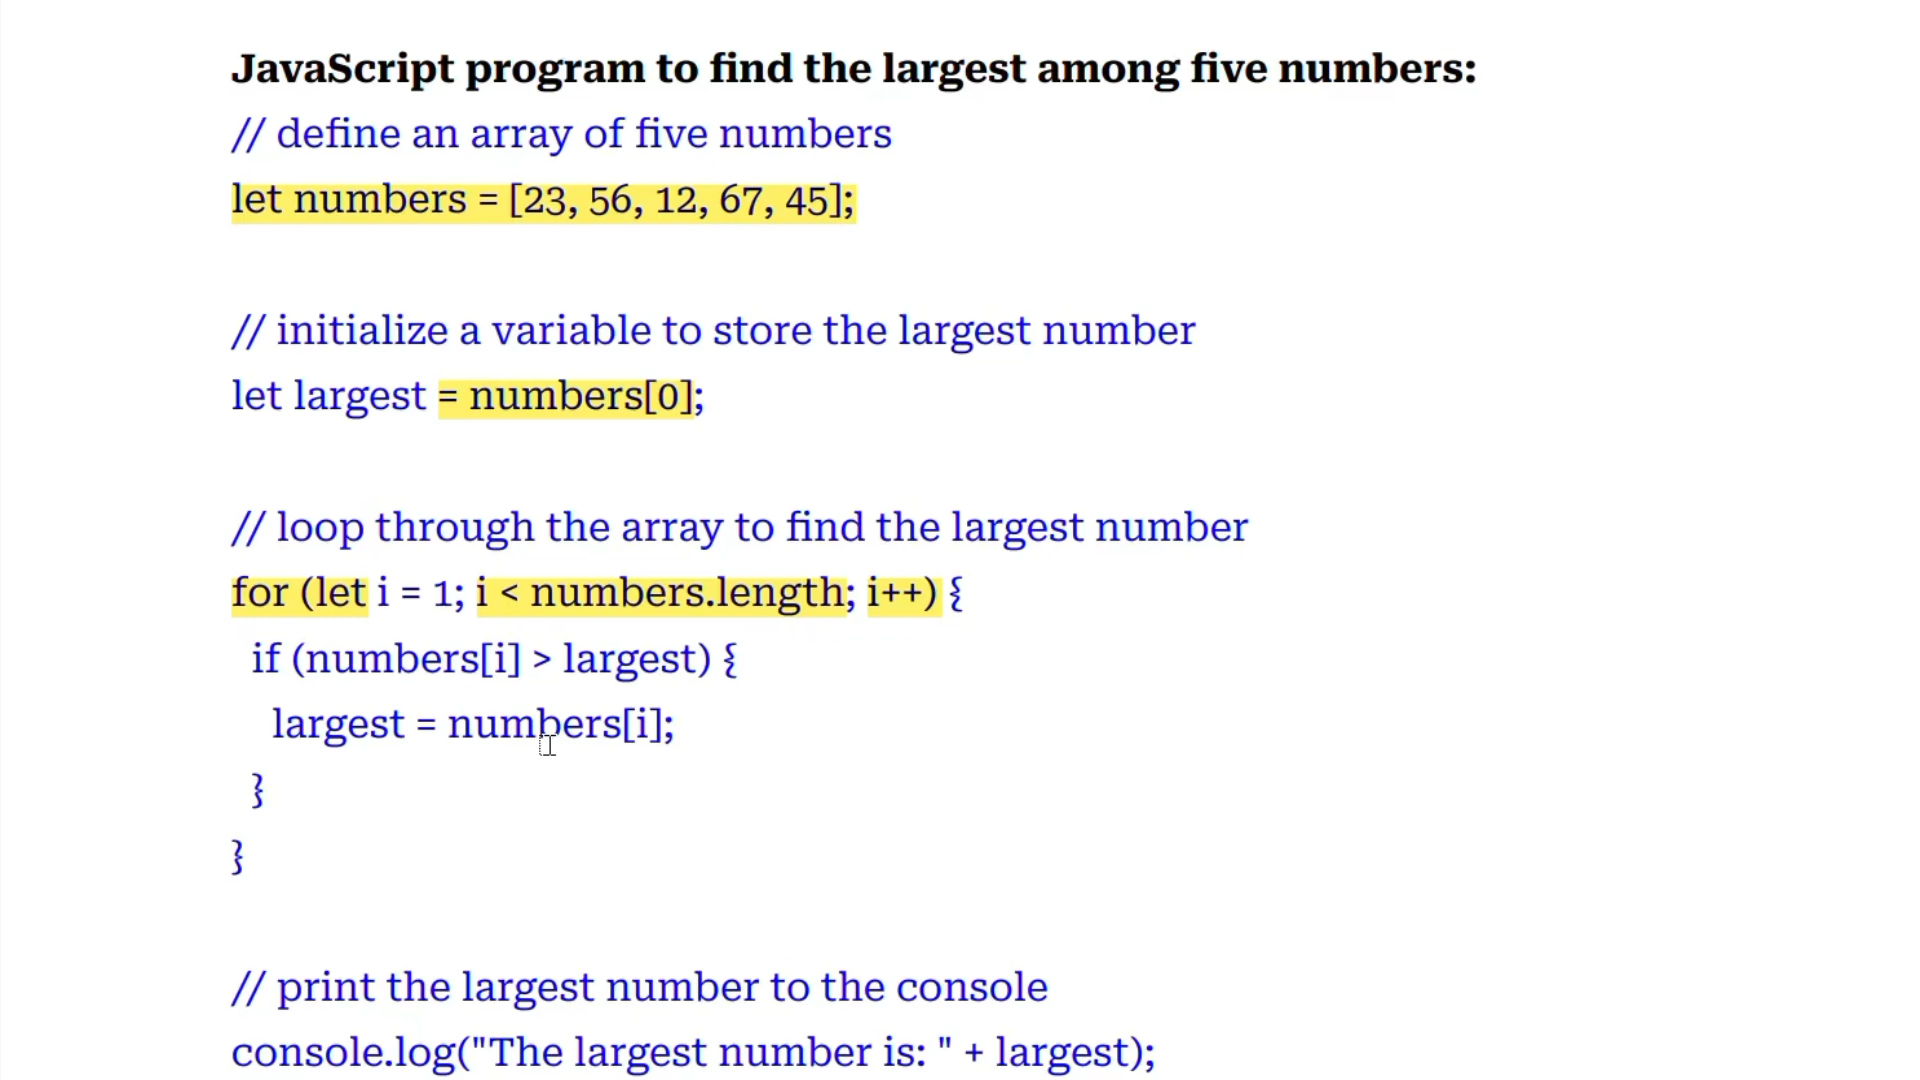 JavaScript program to find the largest among five numbers:
// define an array of five numbers
let numbers = [23, 56, 12, 67, 45];
// initialize a variable to store the largest number
let largest = numbers[0];
// loop through the array to find the largest number
for (let i = 1; i < numbers.length; i++) {
if (numbers[i] > largest) {
largest = numbers[i];
}
}
// print the largest number to the console
console.log("The largest number is: " + largest);